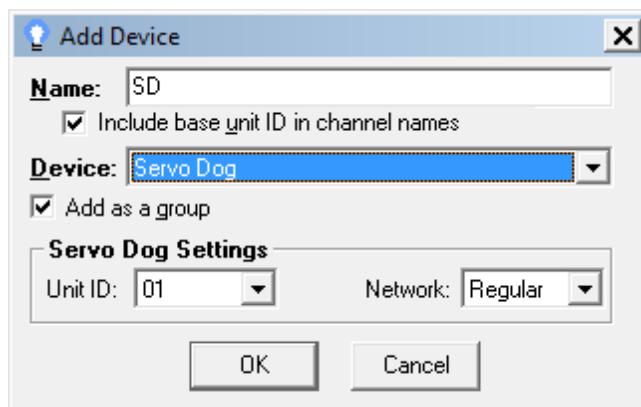 Add Device
Name: SD
Include base unit ID in channel names
Device: Servo Dog
Add as a group
Servo Dog Settings
Unit ID: 01 Network: Regular
OK Cancel